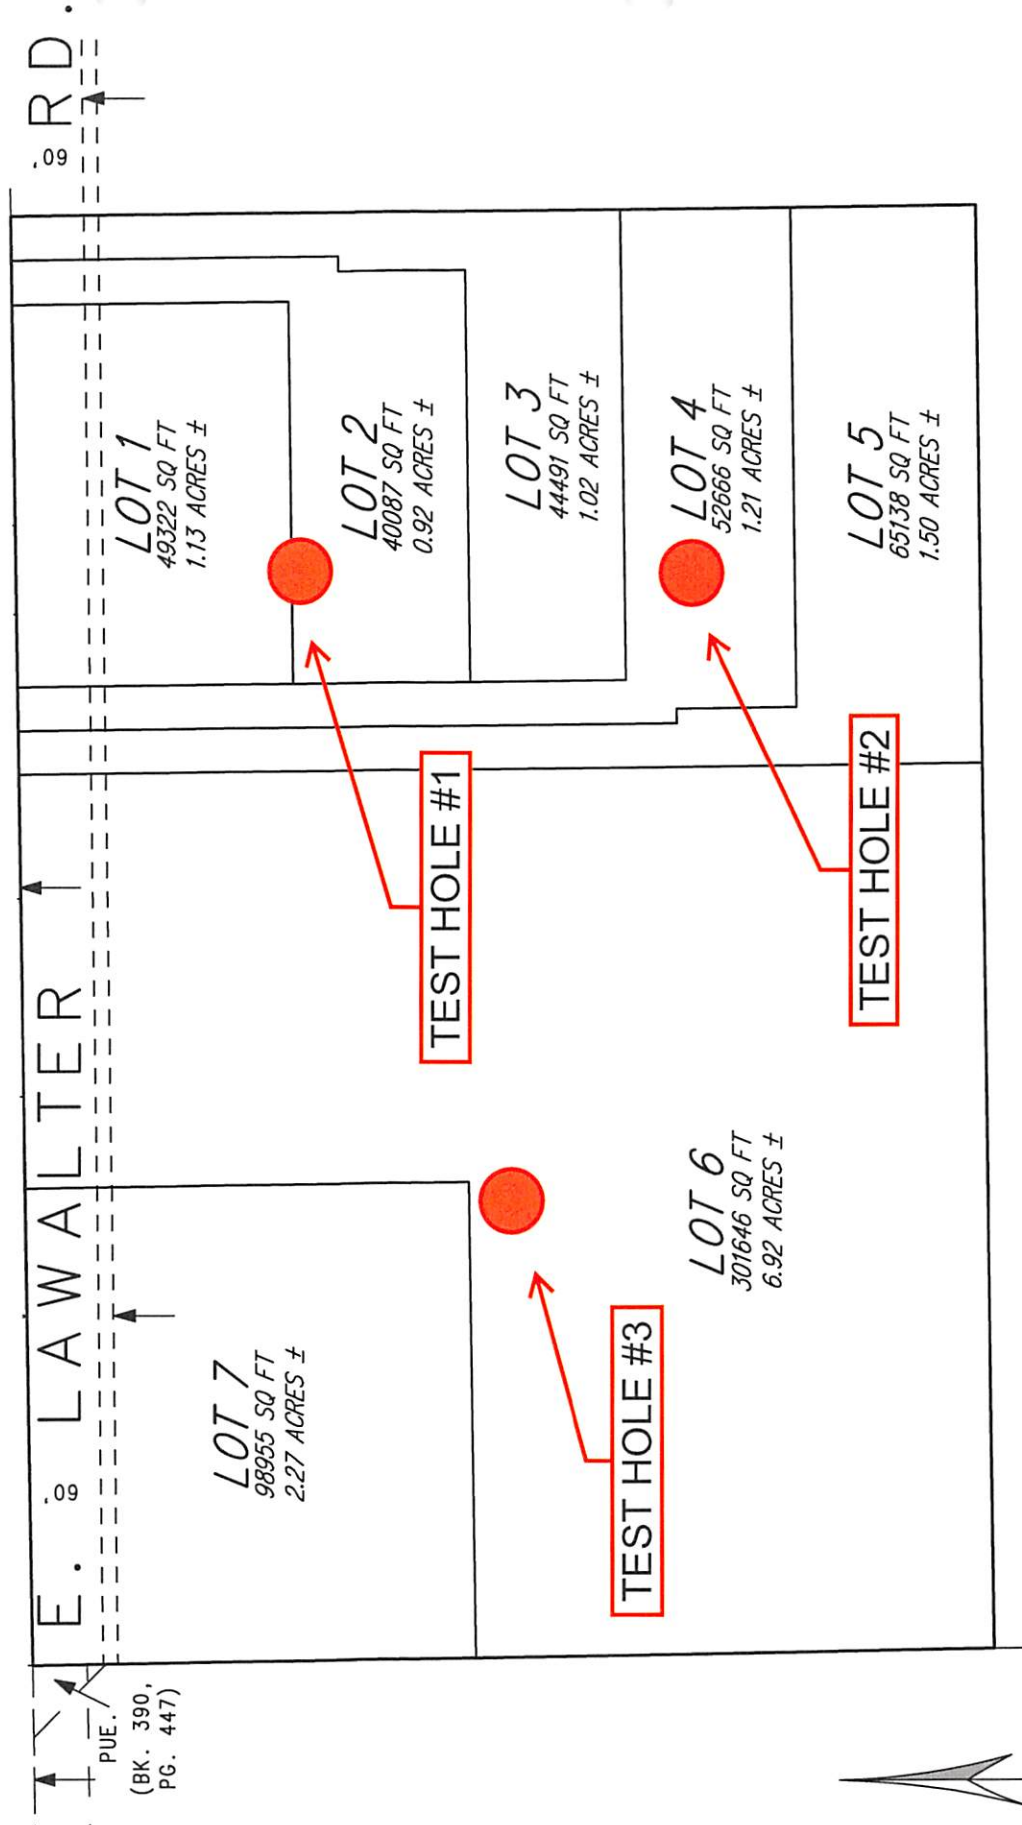 E. LAWALTER RD.
60'
60'
PUE.
(BK. 390,
PG. 447)
LOT 7
98955 SQ FT
2.27 ACRES ±
LOT 1
49322 SQ FT
1.13 ACRES ±
LOT 2
40087 SQ FT
0.92 ACRES ±
LOT 3
44491 SQ FT
1.02 ACRES ±
LOT 4
52666 SQ FT
1.21 ACRES ±
LOT 5
65138 SQ FT
1.50 ACRES ±
LOT 6
301646 SQ FT
6.92 ACRES ±
TEST HOLE #1
TEST HOLE #2
TEST HOLE #3